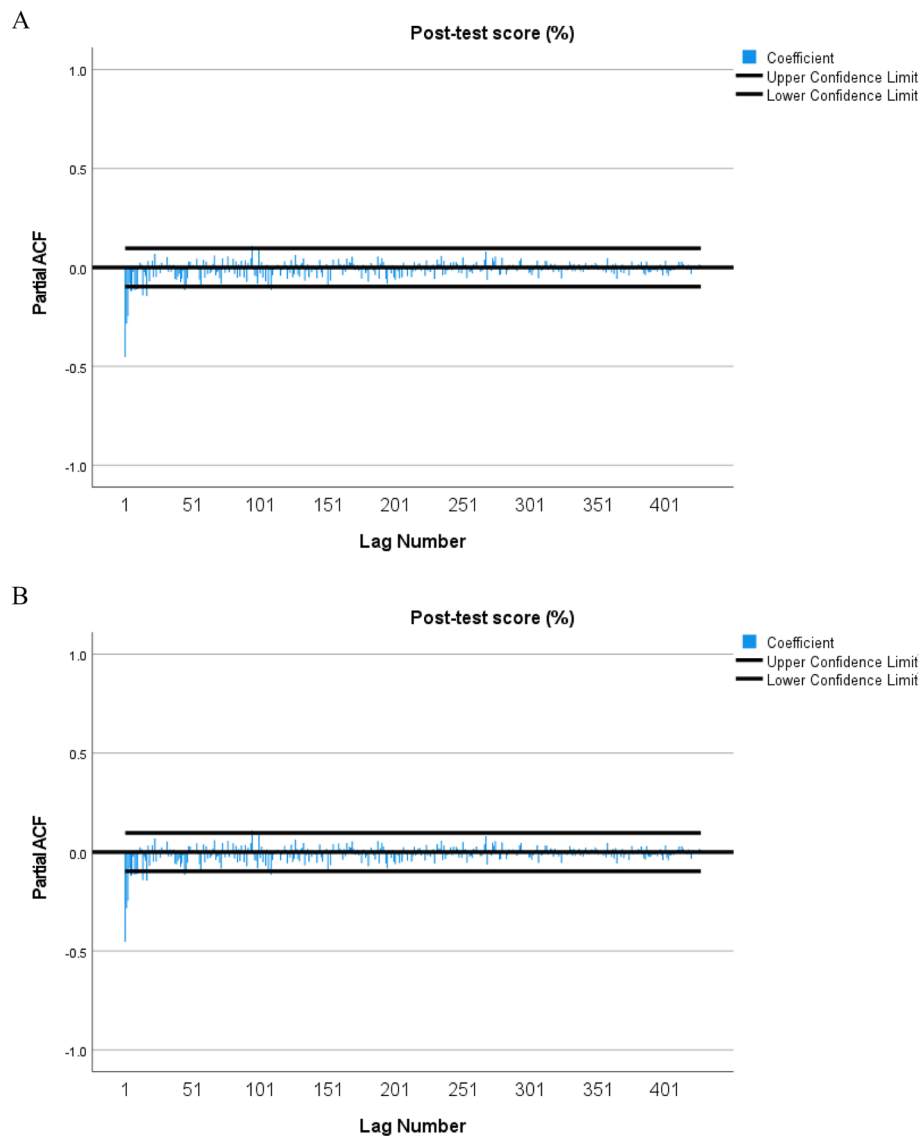 A
Post-test score (%)
Coefficient
Upper Confidence Limit
Lower Confidence Limit
1.0
0.5
0.0
-0.5
-1.0
Partial ACF
1 51 101 151 201 251 301 351 401
Lag Number
B
Post-test score (%)
Coefficient
Upper Confidence Limit
Lower Confidence Limit
1.0
0.5
0.0
-0.5
-1.0
Partial ACF
1 51 101 151 201 251 301 351 401
Lag Number